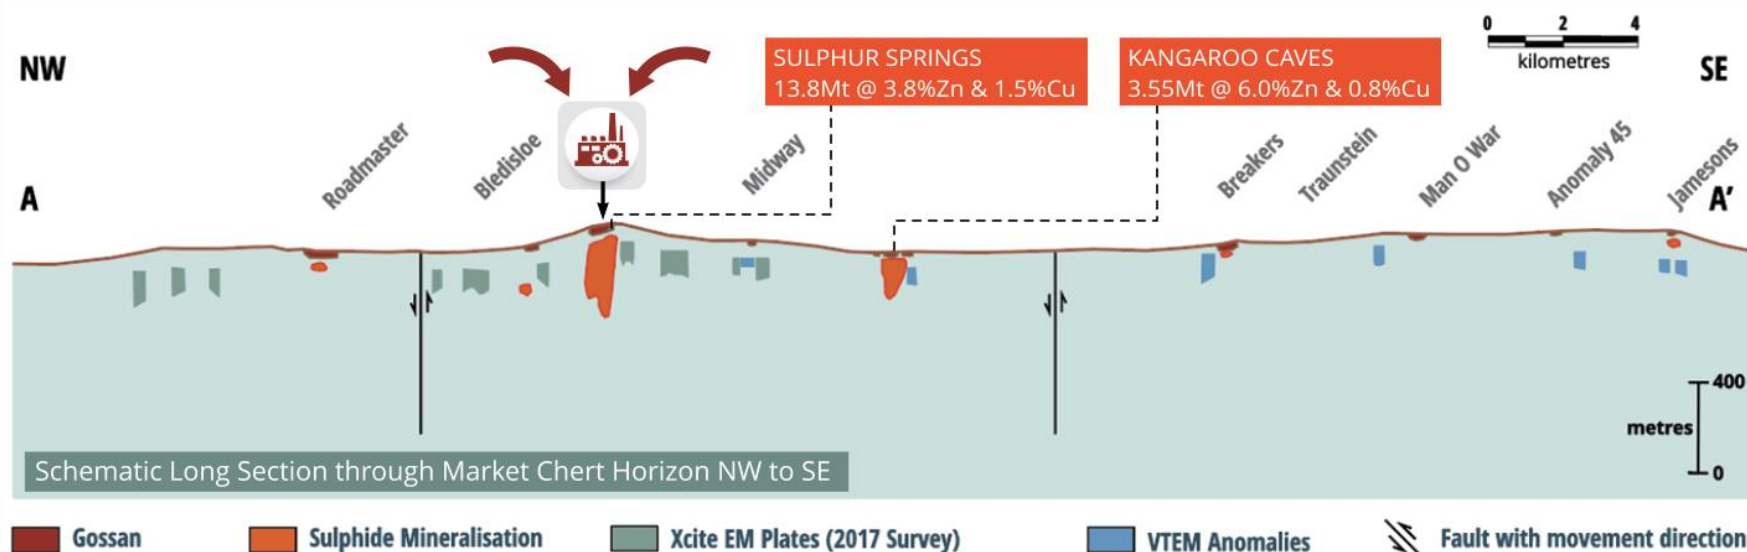 NW
SULPHUR SPRINGS
13.8Mt @ 3.8%Zn & 1.5%Cu
KANGAROO CAVES
3.55Mt @ 6.0%Zn & 0.8%Cu
0 2 4
kilometres
SE
A
Roadmaster
Bledisloe
Midway
Breakers
Traunstein
Man O War
Anomaly 45
Jamesons
A'
400
metres
0
Schematic Long Section through Market Chert Horizon NW to SE
Gossan
Sulphide Mineralisation
Xcite EM Plates (2017 Survey)
VTEM Anomalies
Fault with movement direction